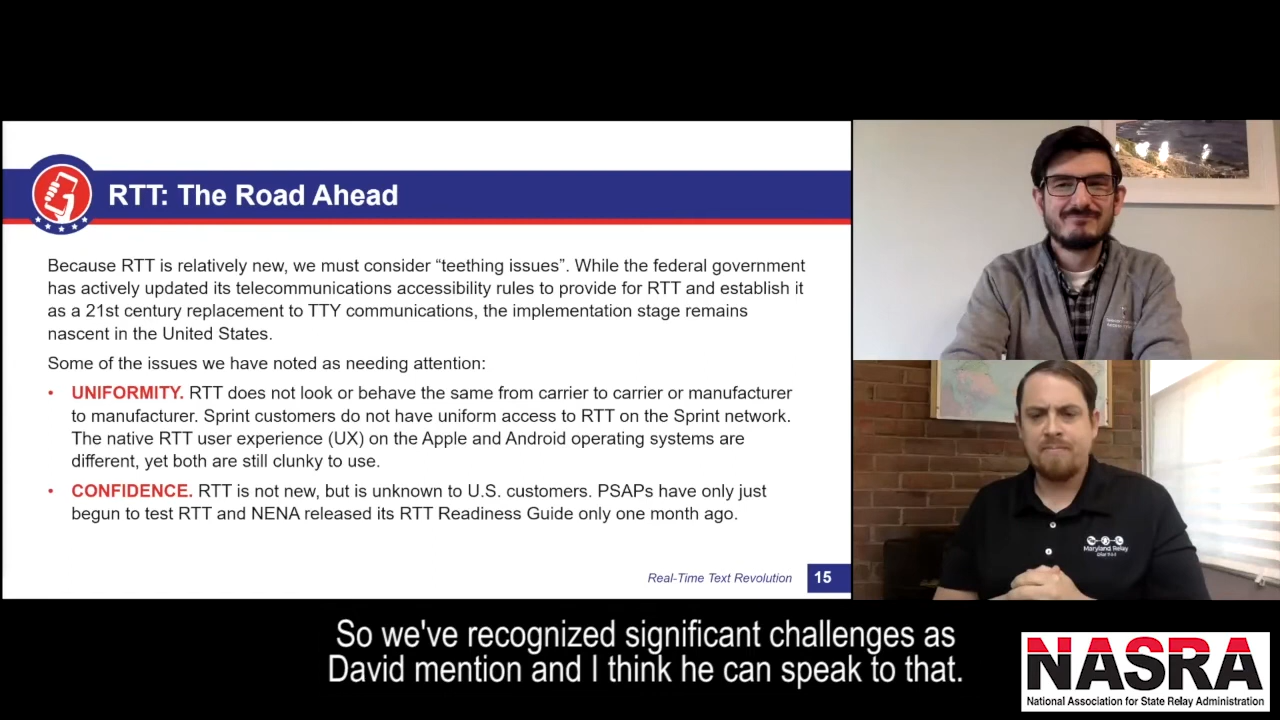 RTT: The Road Ahead
Because RTT is relatively new, we must consider “teething issues”. While the federal government
has actively updated its telecommunications accessibility rules to provide for RTT and establish it
as a 21st century replacement to TTY communications, the implementation stage remains
nascent in the United States.
Some of the issues we have noted as needing attention:
• UNIFORMITY. RTT does not look or behave the same from carrier to carrier or manufacturer
to manufacturer. Sprint customers do not have uniform access to RTT on the Sprint network.
The native RTT user experience (UX) on the Apple and Android operating systems are
different, yet both are still clunky to use.
• CONFIDENCE. RTT is not new, but is unknown to U.S. customers. PSAPs have only just
begun to test RTT and NENA released its RTT Readiness Guide only one month ago.
Real-Time Text Revolution
15
Maryland Relay
So we've recognized significant challenges as
David mention and I think he can speak to that.
NASRA
National Association for State Relay Administration